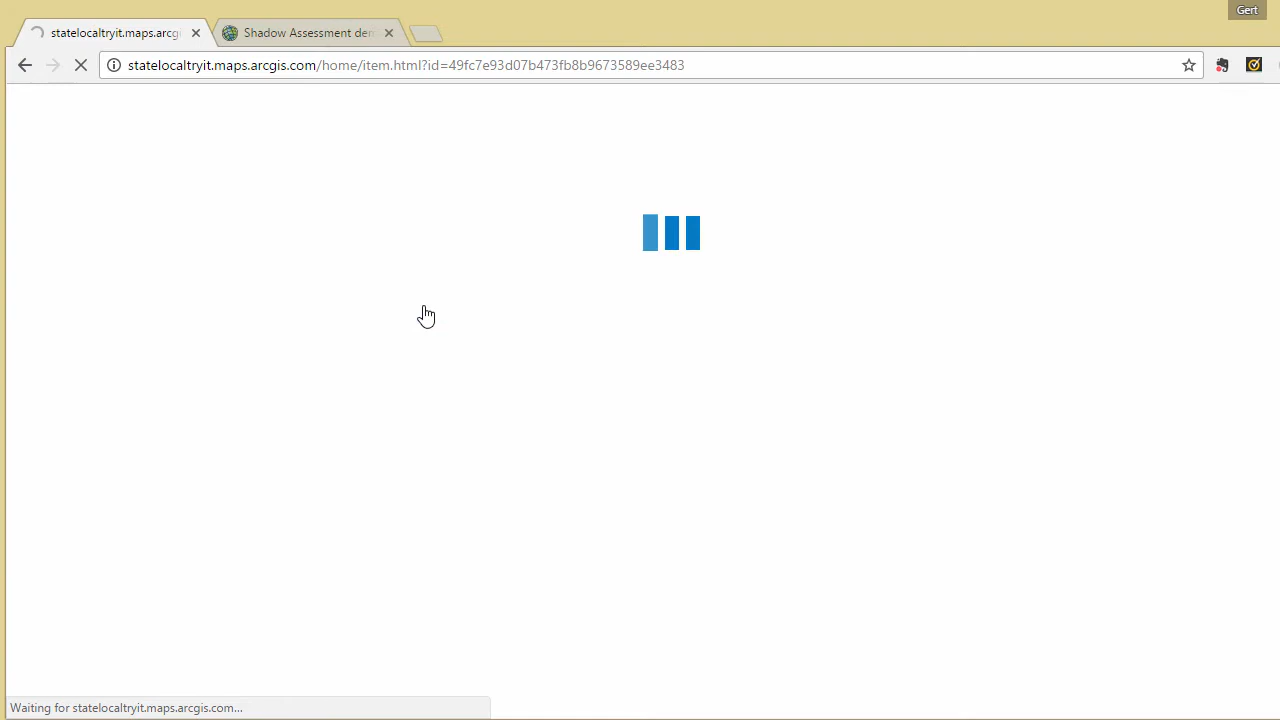 Gert
statelocaltryit.maps.arcgi
Shadow Assessment den
statelocaltryit.maps.arcgis.com/home/item.html?id=49fc7e93d07b473fb8b9673589ee3483
Waiting for statelocaltryit.maps.arcgis.com...